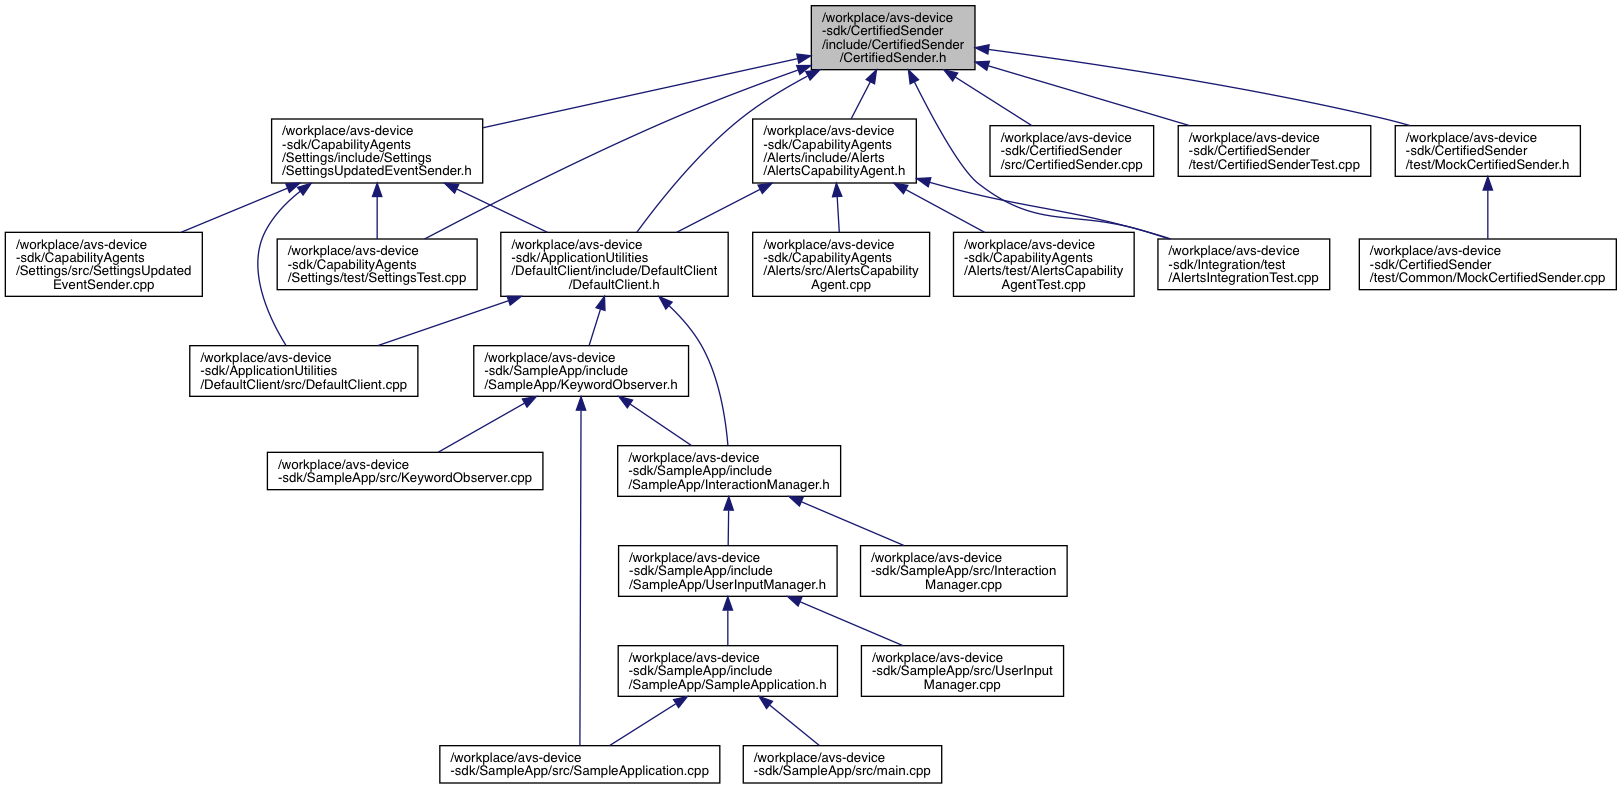 /workplace/avs-device
-sdk/CertifiedSender
/include/CertifiedSender
/CertifiedSender.h
/workplace/avs-device
-sdk/CapabilityAgents
/Settings/include/Settings
/SettingsUpdatedEventSender.h
/workplace/avs-device
-sdk/CapabilityAgents
/Alerts/include/Alerts
/AlertsCapabilityAgent.h
/workplace/avs-device
-sdk/CertifiedSender
/src/CertifiedSender.cpp
/workplace/avs-device
-sdk/CertifiedSender
/test/CertifiedSenderTest.cpp
/workplace/avs-device
-sdk/CertifiedSender
/test/MockCertifiedSender.h
/workplace/avs-device
-sdk/CapabilityAgents
/Settings/src/SettingsUpdated
EventSender.cpp
/workplace/avs-device
-sdk/CapabilityAgents
/Settings/test/SettingsTest.cpp
/workplace/avs-device
-sdk/ApplicationUtilities
/DefaultClient/include/DefaultClient
/DefaultClient.h
/workplace/avs-device
-sdk/CapabilityAgents
/Alerts/src/AlertsCapability
Agent.cpp
/workplace/avs-device
-sdk/CapabilityAgents
/Alerts/test/AlertsCapability
AgentTest.cpp
/workplace/avs-device
-sdk/Integration/test
/AlertsIntegrationTest.cpp
/workplace/avs-device
-sdk/CertifiedSender
/test/Common/MockCertifiedSender.cpp
/workplace/avs-device
-sdk/ApplicationUtilities
/DefaultClient/src/DefaultClient.cpp
/workplace/avs-device
-sdk/SampleApp/include
/SampleApp/KeywordObserver.h
/workplace/avs-device
-sdk/SampleApp/src/KeywordObserver.cpp
/workplace/avs-device
-sdk/SampleApp/include
/SampleApp/InteractionManager.h
/workplace/avs-device
-sdk/SampleApp/include
/SampleApp/UserInputManager.h
/workplace/avs-device
-sdk/SampleApp/src/Interaction
Manager.cpp
/workplace/avs-device
-sdk/SampleApp/include
/SampleApp/SampleApplication.h
/workplace/avs-device
-sdk/SampleApp/src/UserInput
Manager.cpp
/workplace/avs-device
-sdk/SampleApp/src/SampleApplication.cpp
/workplace/avs-device
-sdk/SampleApp/src/main.cpp